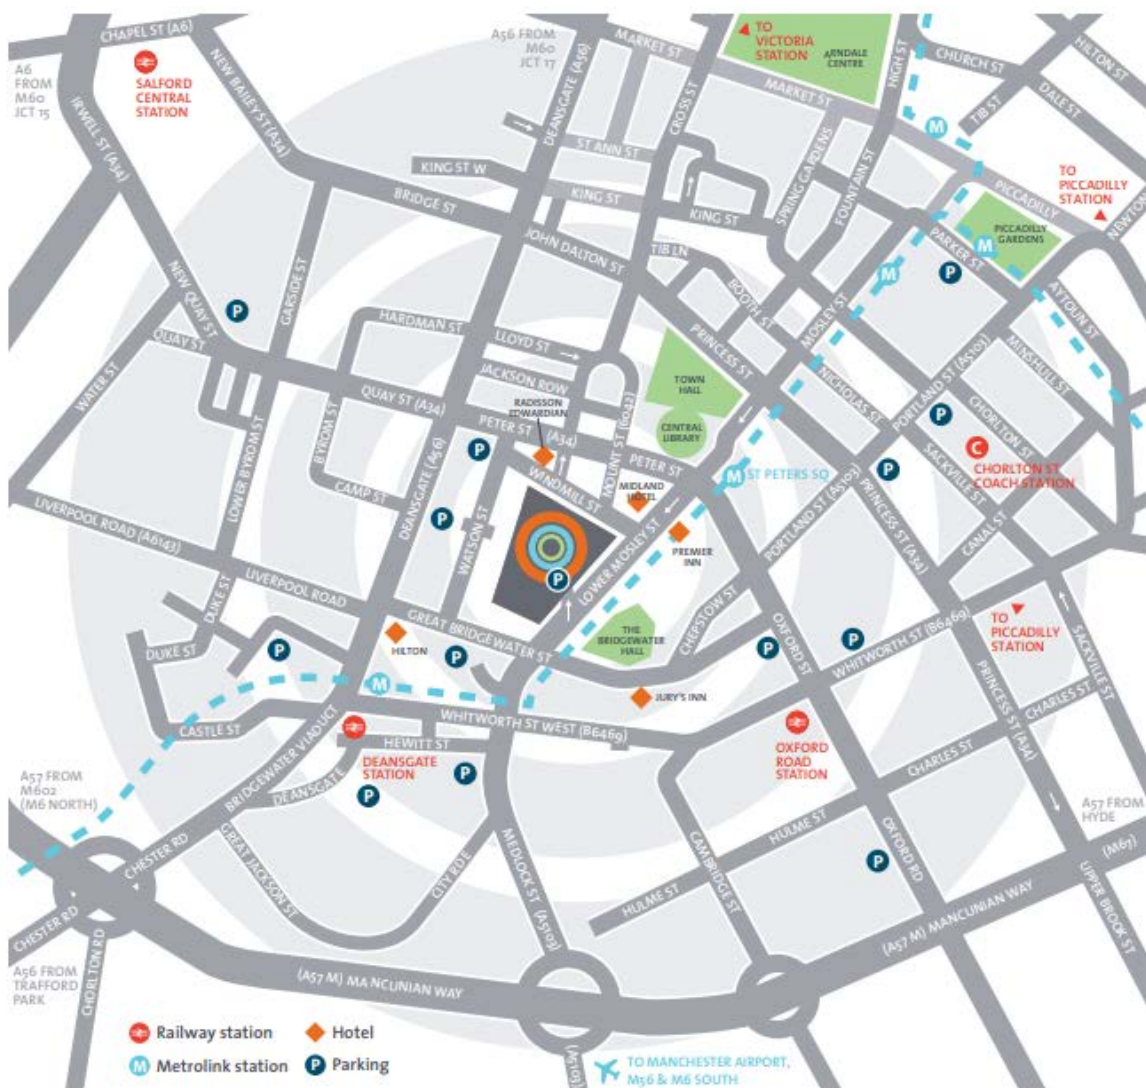 CHAPEL ST (A6)
A6
FROM
M60
JCT 15
SALFORD
CENTRAL
STATION
IRWELL ST (A34)
NEW BAILEY ST (A34)
A56 FROM
M60
JCT 17
DEANSGATE (A56)
MARKET ST
CROSS ST
TO
VICTORIA
STATION
ARNDALE
CENTRE
MARKET ST
HIGH ST
CHURCH ST
HILTON ST
DALE ST
TIB ST
M
ST ANN ST
KING ST W
KING ST
KING ST
SPRING GARDENS
FOUNTAIN ST
PICCADILLY
TO
PICCADILLY
STATION
NEWTON
BRIDGE ST
JOHN DALTON ST
TIB LN
BOOTH ST
PARKER ST
PICCADILLY
GARDENS
M
M
P
AYTOUN ST
NEW QUAY ST
GARSIDE ST
P
QUAY ST
WATER ST
HARDMAN ST
LLOYD ST
JACKSON ROW
PRINCESS ST
MOSLEY ST
NICHOLAS ST
MINSHULL ST
PORTLAND ST (A5103)
CHORLTON ST
P
C
CHORLTON ST
COACH STATION
TOWN
HALL
CENTRAL
LIBRARY
QUAY ST (A34)
RADISSON
EDWARDIAN
PETER ST
(A34)
MOUNT ST (6042)
PETER ST
M
ST PETERS SQ
P
SACKVILLE ST
BYROM ST
LOWER BYROM ST
CAMP ST
DEANSGATE (A56)
P
P
WINDMILL ST
MIDLAND
HOTEL
PREMIER
INN
PORTLAND ST (A5103)
PRINCESS ST (A34)
CANAL ST
LIVERPOOL ROAD (A6143)
LIVERPOOL ROAD
WATSON ST
P
LOWER MOSLEY ST
CHEPSTOW ST
OXFORD ST
GREAT BRIDGEWATER ST
THE
BRIDGEWATER
HALL
DUKE ST
DUKE ST
P
HILTON
P
P
P
WHITWORTH ST (B6469)
TO
PICCADILLY
STATION
SACKVILLE ST
M
JURY'S INN
CASTLE ST
WHITWORTH ST WEST (B6469)
HEWITT ST
DEANSGATE
STATION
OXFORD
ROAD
STATION
PRINCESS ST (A34)
CHARLES ST
CHARLES ST
A57 FROM
M602
(M6 NORTH)
BRIDGEWATER VIADUCT
DEANSGATE
P
P
A57 FROM
HYDE
CHESTER RD
GREAT JACKSON ST
CITY RDE
MEDLOCK ST (A5103)
CAMBRIDGE ST
HULME ST
HULME ST
OXFORD RD
P
(M67)
UPPER BROOK ST
(A57 M) MANCUNIAN WAY
CHESTER RD
CHORLTON RD
A56 FROM
TRAFFORD
PARK
(A57 M) MANCUNIAN WAY
Railway station
Hotel
M Metrolink station
P Parking
(A5103)
TO MANCHESTER AIRPORT,
M56 & M6 SOUTH